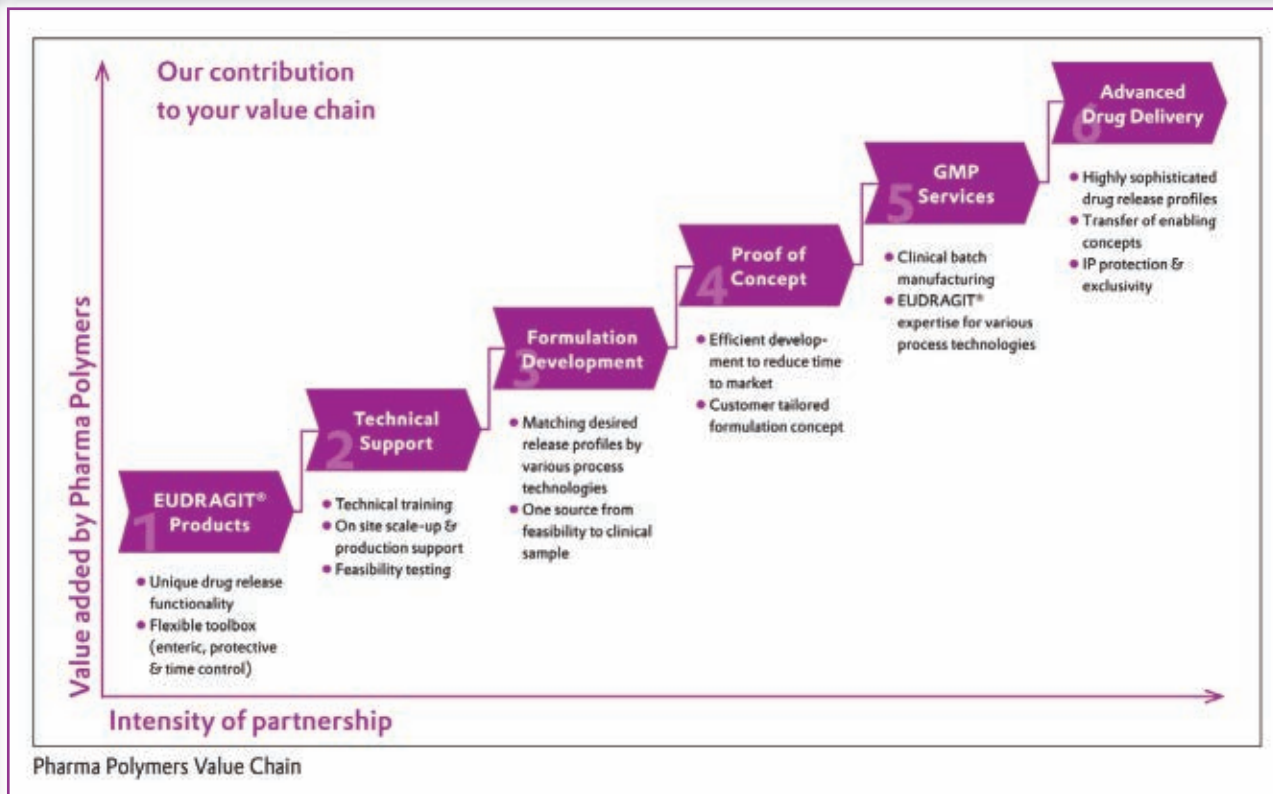 Our contribution
to your value chain
Value added by Pharma Polymers
1
EUDRAGIT®
Products
• Unique drug release
functionality
• Flexible toolbox
(enteric, protective
& time control)
2
Technical
Support
• Technical training
• On site scale-up &
production support
• Feasibility testing
3
Formulation
Development
• Matching desired
release profiles by
various process
technologies
• One source from
feasibility to clinical
sample
4
Proof of
Concept
• Efficient develop-
ment to reduce time
to market
• Customer tailored
formulation concept
5
GMP
Services
• Clinical batch
manufacturing
• EUDRAGIT®
expertise for various
process technologies
6
Advanced
Drug Delivery
• Highly sophisticated
drug release profiles
• Transfer of enabling
concepts
• IP protection &
exclusivity
Intensity of partnership
Pharma Polymers Value Chain